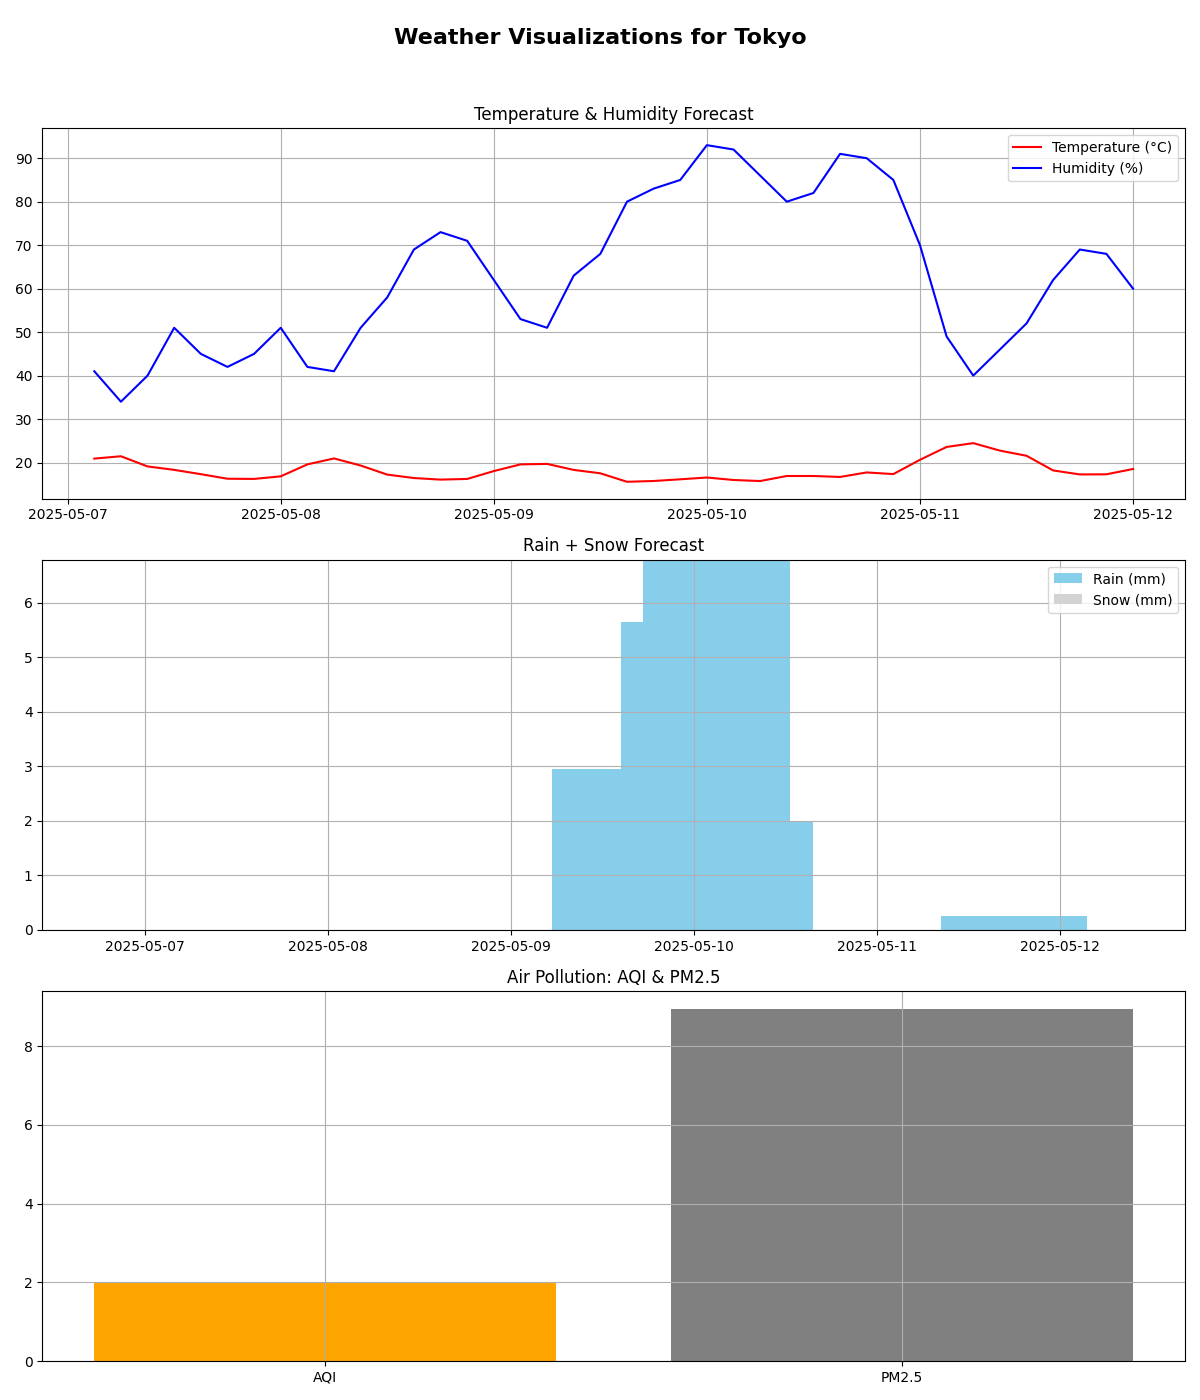 Weather Visualizations for Tokyo
Temperature & Humidity Forecast
Temperature (°C)
Humidity (%)
90
80
70
60
50
40
30
20
2025-05-07 2025-05-08 2025-05-09 2025-05-10 2025-05-11 2025-05-12
Rain + Snow Forecast
Rain (mm)
Snow (mm)
6
5
4
3
2
1
0
2025-05-07 2025-05-08 2025-05-09 2025-05-10 2025-05-11 2025-05-12
Air Pollution: AQI & PM2.5
8
6
4
2
0
AQI PM2.5